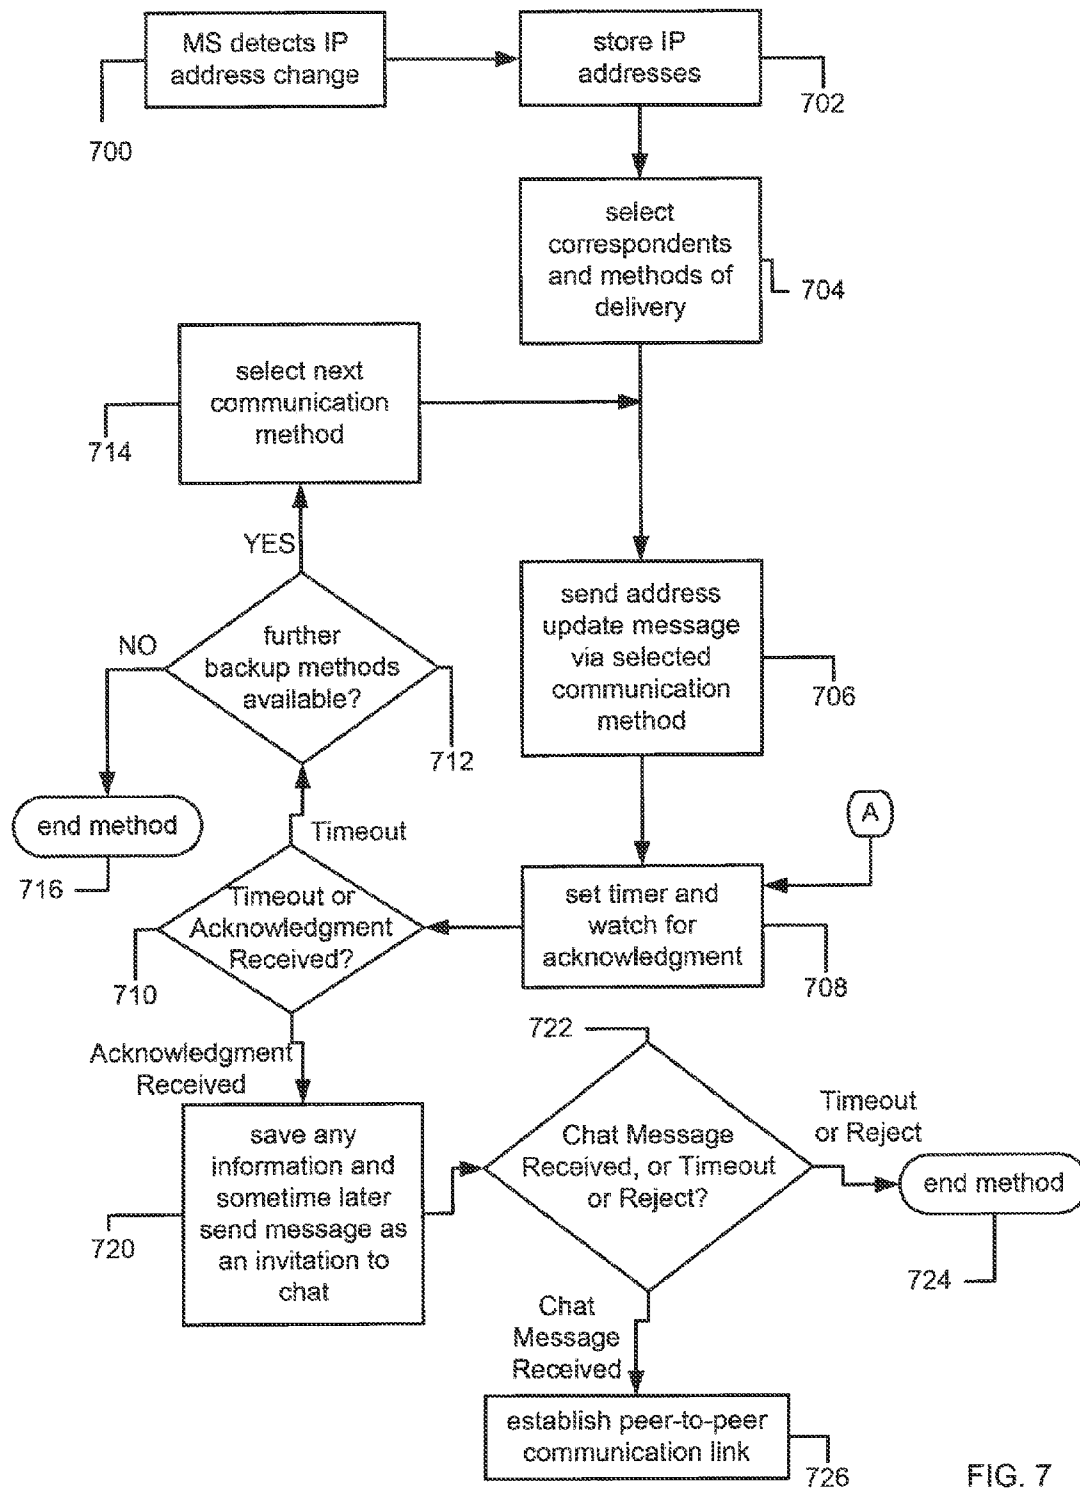 MS detects IP
address change
700
store IP
addresses
702
select
correspondents
and methods of
delivery
704
select next
communication
method
714
YES
further
backup methods
available?
NO
712
end method
716
send address
update message
via selected
communication
method
706
A
set timer and
watch for
acknowledgment
708
Timeout
Timeout or
Acknowledgment
Received?
710
Acknowledgment
Received
save any
information and
sometime later
send message as
an invitation to
chat
720
722
Chat Message
Received, or Timeout
or Reject?
Timeout
or Reject
end method
724
Chat
Message
Received
establish peer-to-peer
communication link
726
FIG. 7